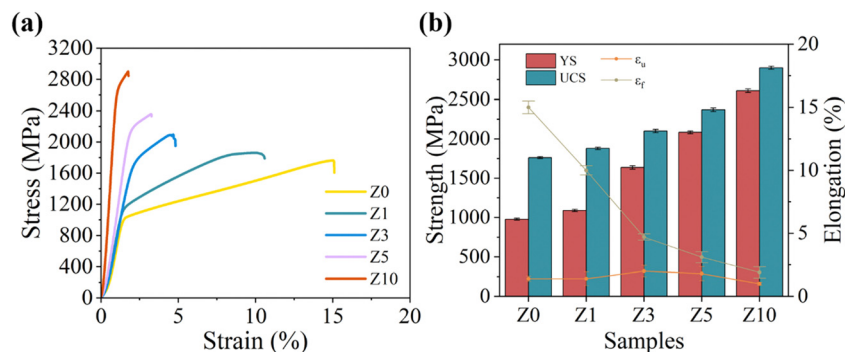 (a)
3200
2800
2400
2000
1600
1200
800
400
0
0
5
10
15
20
Stress (MPa)
Strain (%)
Z0
Z1
Z3
Z5
Z10
(b)
3000
2500
2000
1500
1000
500
0
Strength (MPa)
YS
UCS
εu
εf
20
15
10
5
0
Elongation (%)
Z0 Z1 Z3 Z5 Z10
Samples